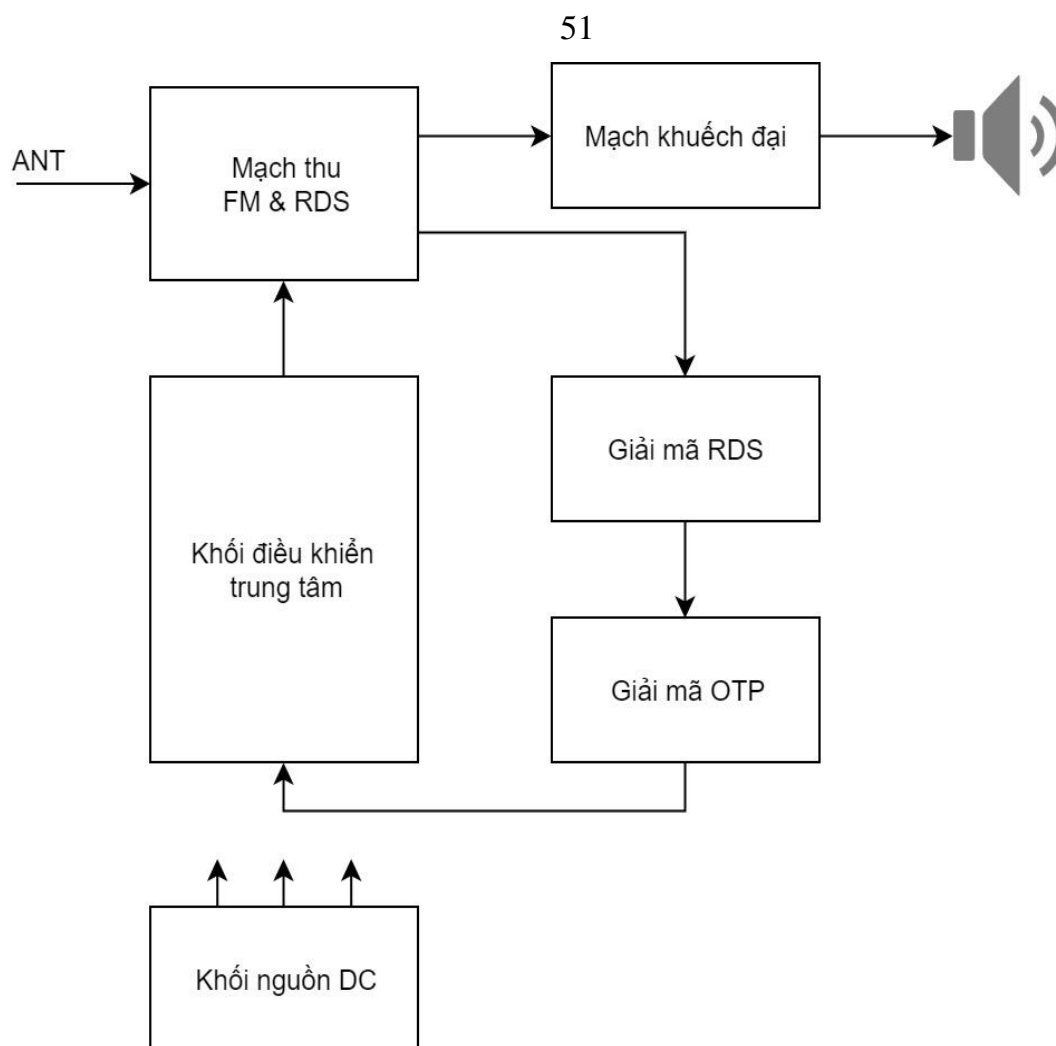 51
ANT
Mạch thu
FM & RDS
Mạch khuếch đại
Giải mã RDS
Khối điều khiển
trung tâm
Giải mã OTP
Khối nguồn DC